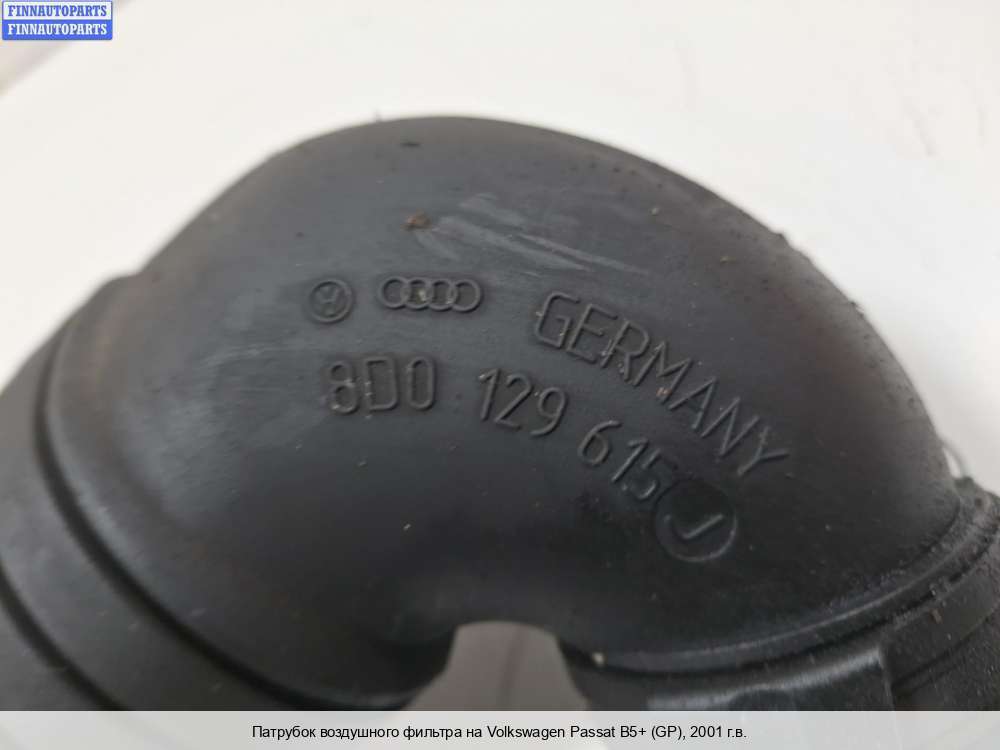 FINNAUTOPARTS
FINNAUTOPARTS
GERMANY
8D0 129 615 J
Патрубок воздушного фильтра на Volkswagen Passat B5+ (GP), 2001 г.в.